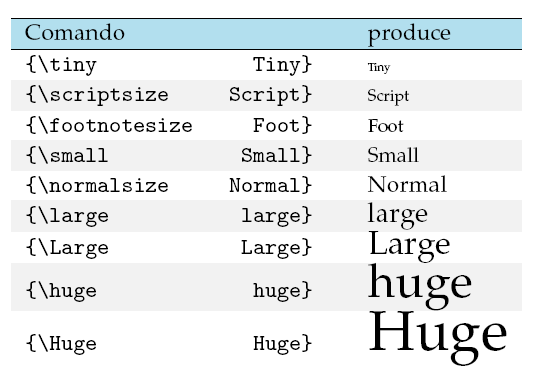 Comando produce
{\tiny Tiny} Tiny
{\scriptsize Script} Script
{\footnotesize Foot} Foot
{\small Small} Small
{\normalsize Normal} Normal
{\large large} large
{\Large Large} Large
{\huge huge} huge
{\Huge Huge} Huge